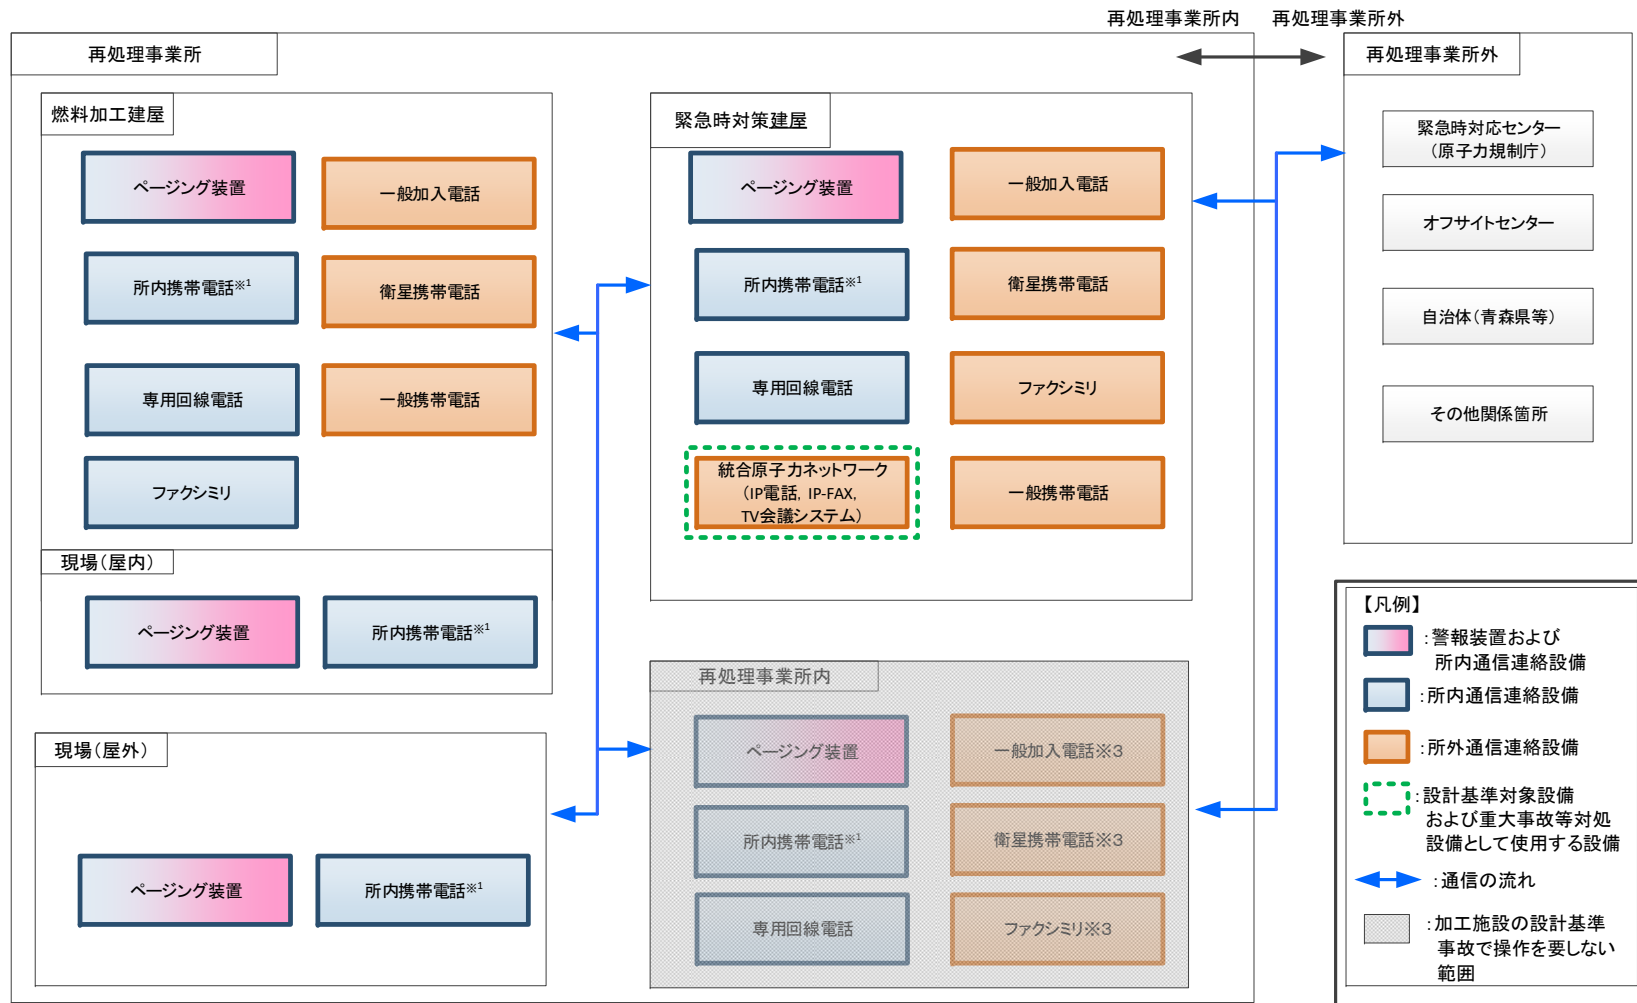 再処理事業所内 再処理事業所外
再処理事業所
燃料加工建屋
ページング装置
一般加入電話
所内携帯電話※1
衛星携帯電話
専用回線電話
一般携帯電話
ファクシミリ
現場(屋内)
ページング装置
所内携帯電話※1
現場(屋外)
ページング装置
所内携帯電話※1
緊急時対策建屋
ページング装置
一般加入電話
所内携帯電話※1
衛星携帯電話
専用回線電話
ファクシミリ
統合原子力ネットワーク
(IP電話, IP-FAX,
TV会議システム)
一般携帯電話
再処理事業所内
ページング装置
一般加入電話※3
所内携帯電話※1
衛星携帯電話※3
専用回線電話
ファクシミリ※3
再処理事業所外
緊急時対応センター
(原子力規制庁)
オフサイトセンター
自治体(青森県等)
その他関係箇所
【凡例】
:警報装置および
所内通信連絡設備
:所内通信連絡設備
:所外通信連絡設備
:設計基準対象設備
および重大事故等対処
設備として使用する設備
:通信の流れ
:加工施設の設計基準
事故で操作を要しない
範囲